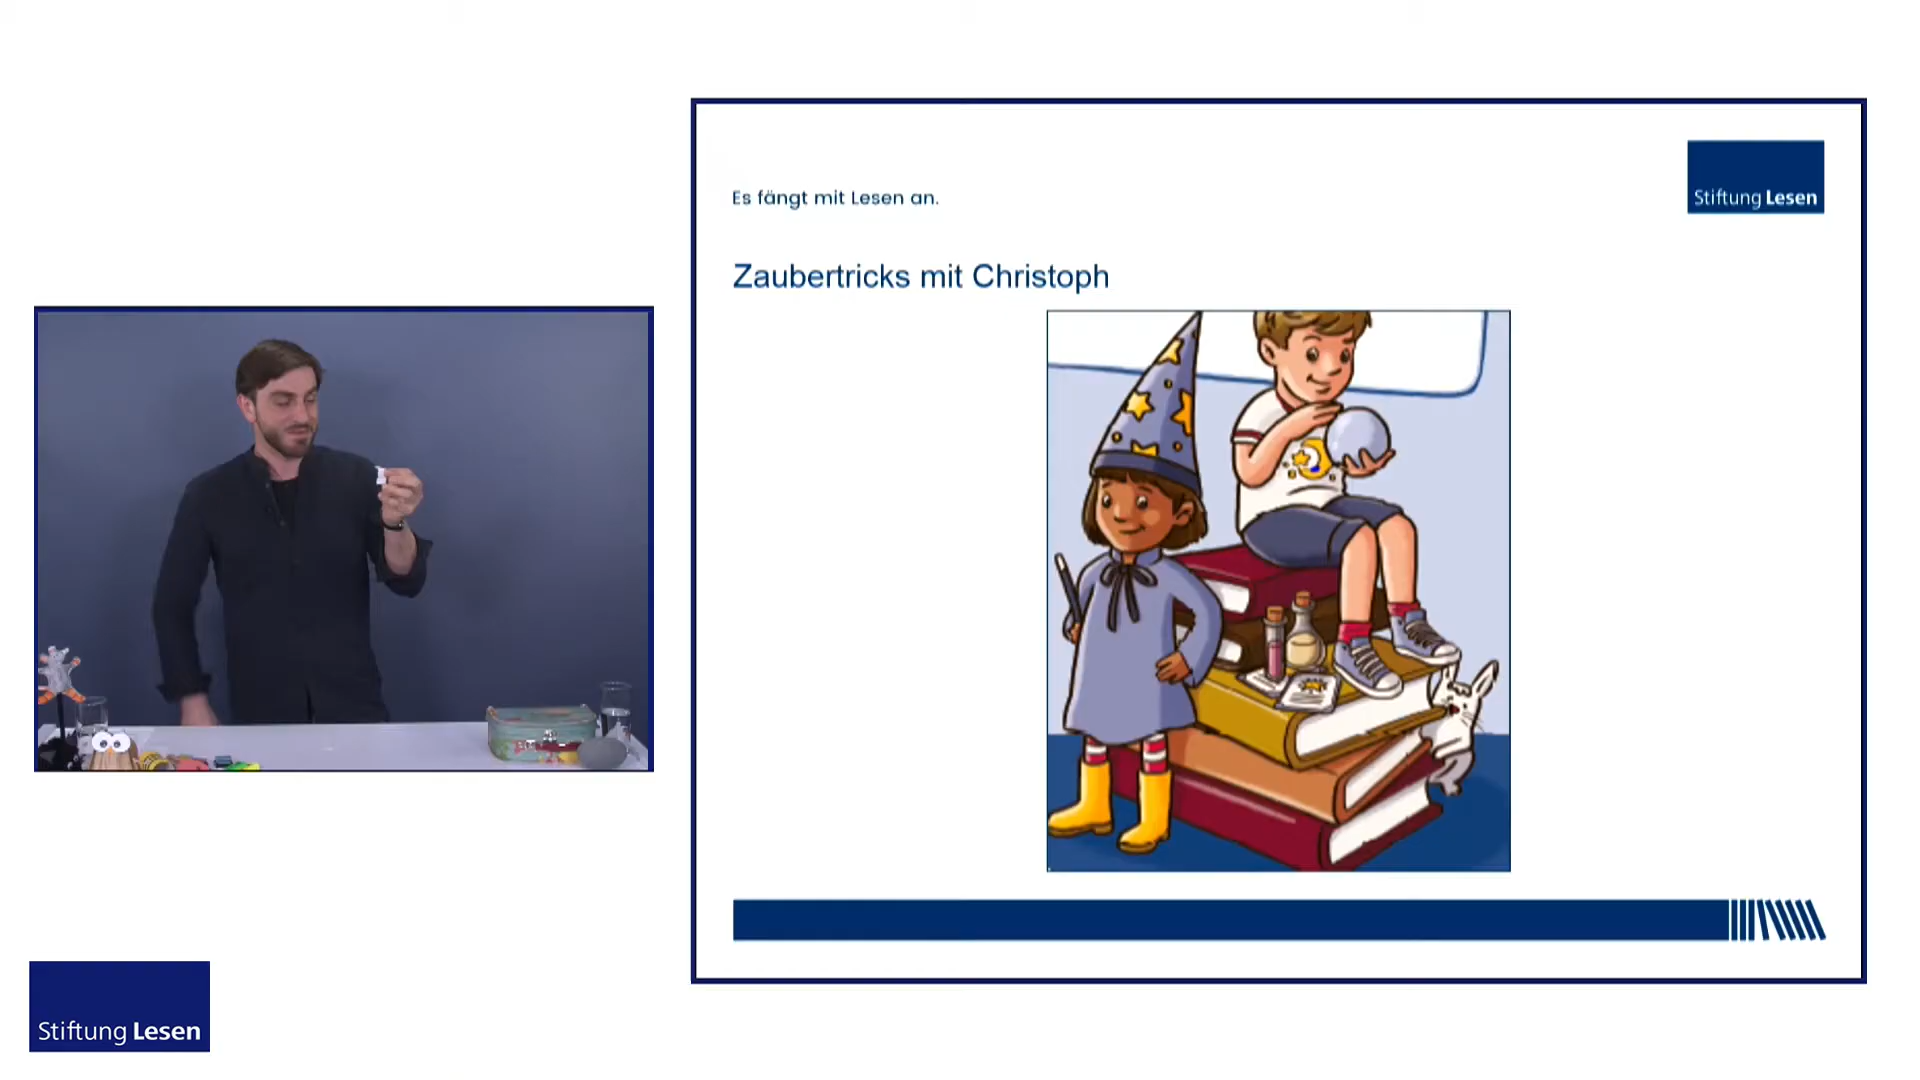 Es fängt mit Lesen an.
Stiftung Lesen
Zaubertricks mit Christoph
Stiftung Lesen